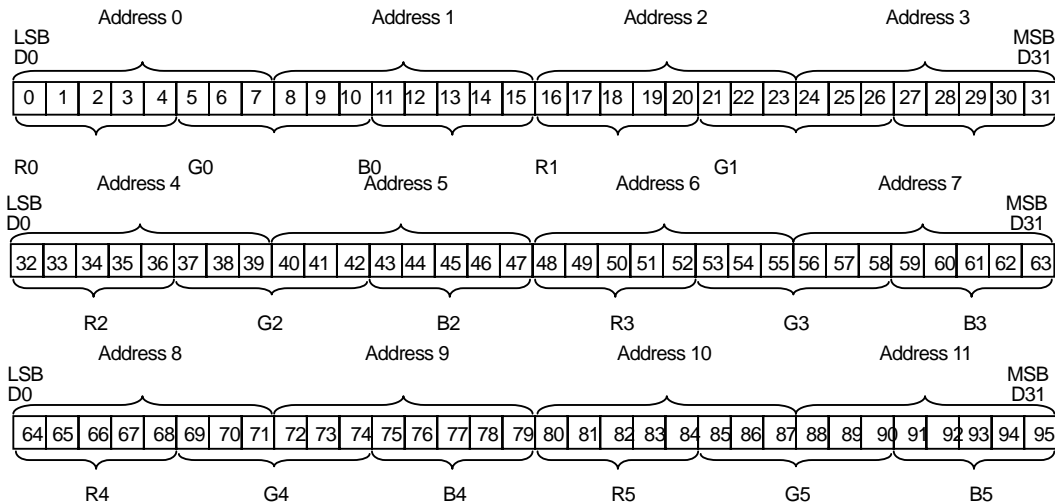 Address 0 Address 1 Address 2 Address 3
LSB MSB
D0 D31
0 1 2 3 4 5 6 7 8 9 10 11 12 13 14 15 16 17 18 19 20 21 22 23 24 25 26 27 28 29 30 31
R0 G0 B0 R1 G1
Address 4 Address 5 Address 6 Address 7
LSB MSB
D0 D31
32 33 34 35 36 37 38 39 40 41 42 43 44 45 46 47 48 49 50 51 52 53 54 55 56 57 58 59 60 61 62 63
R2 G2 B2 R3 G3 B3
Address 8 Address 9 Address 10 Address 11
LSB MSB
D0 D31
64 65 66 67 68 69 70 71 72 73 74 75 76 77 78 79 80 81 82 83 84 85 86 87 88 89 90 91 92 93 94 95
R4 G4 B4 R5 G5 B5